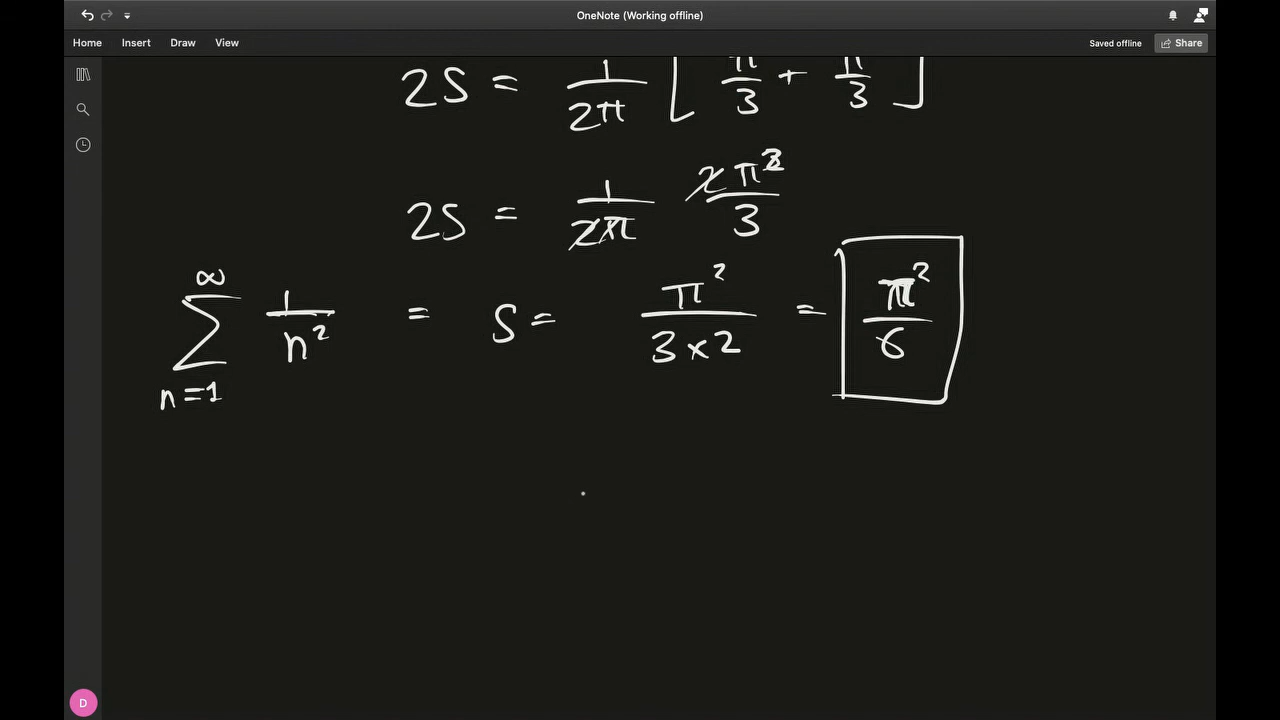 OneNote (Working offline)
Home Insert Draw View Saved offline Share
2S = 1/2π [ π/3 + π/3 ]
2S = 1/2π 2π³/3
∞ ∑ n=1 1/n² = S = π²/3×2 = π²/6
D